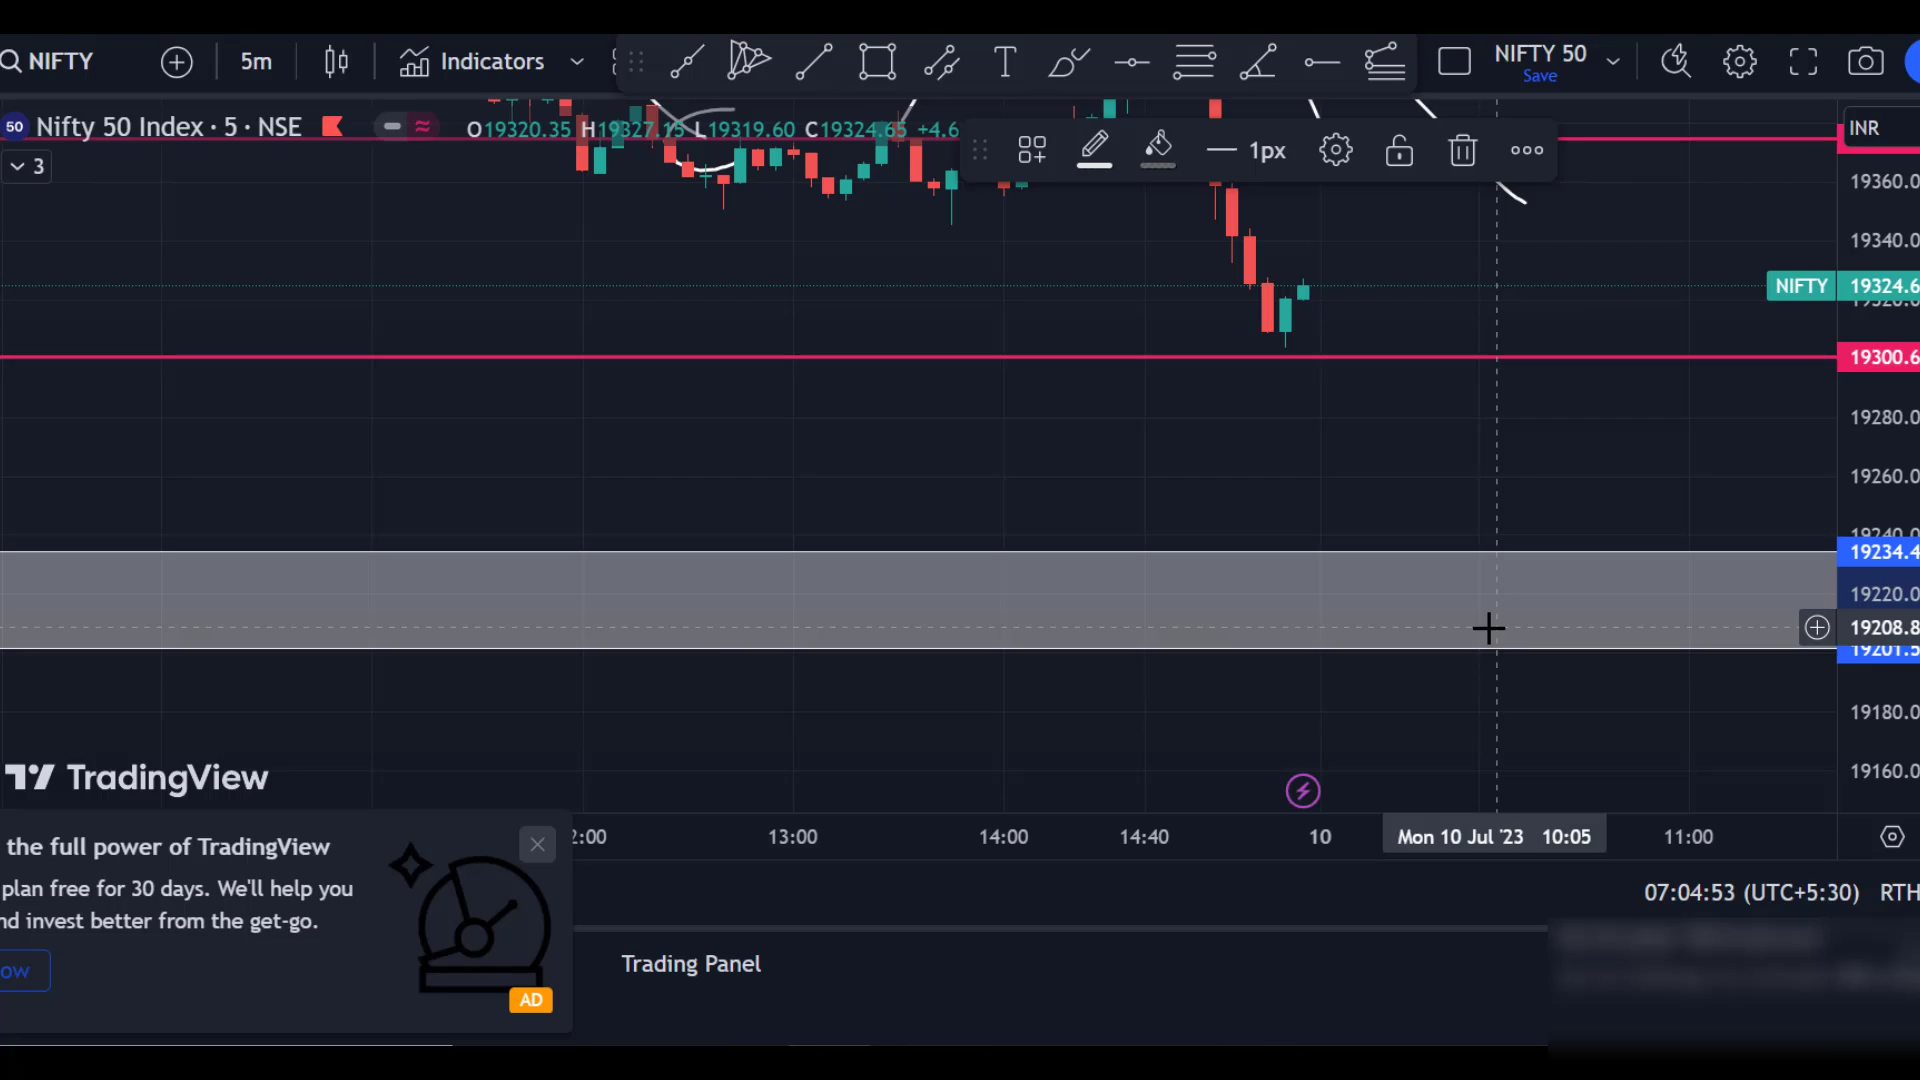 NIFTY
5m
Indicators
NIFTY 50
Save
50 Nifty 50 Index · 5 · NSE
O19320.35 H19327.15 L19319.60 C19324.65 +4.6
1px
INR
3
19360.0
19340.0
NIFTY 19324.6
19300.6
19280.0
19260.0
19234.4
19220.0
19208.8
19201.5
19180.0
19160.0
TradingView
the full power of TradingView
plan free for 30 days. We'll help you
nd invest better from the get-go.
ow
AD
2:00
13:00
14:00
14:40
10
Mon 10 Jul '23 10:05
11:00
07:04:53 (UTC+5:30) RTH
Trading Panel